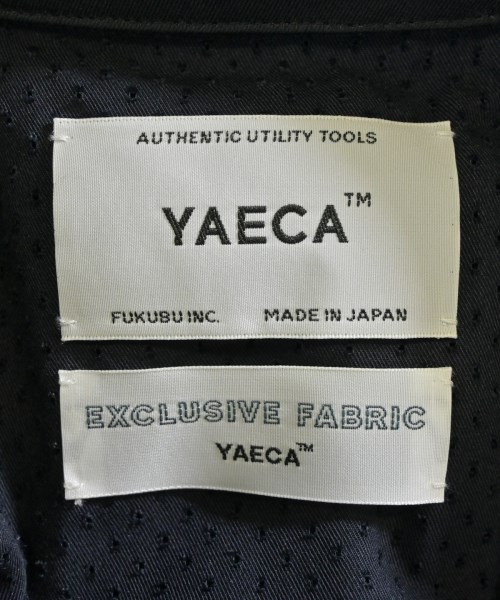 AUTHENTIC UTILITY TOOLS
YAECA™
FUKUBU INC. MADE IN JAPAN
EXCLUSIVE FABRIC
YAECA™